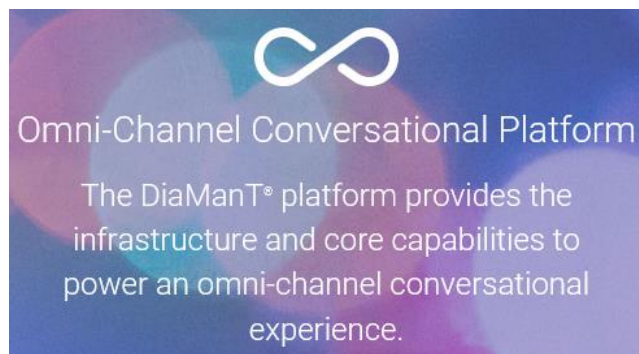 Omni-Channel Conversational Platform
The DiaManT® platform provides the
infrastructure and core capabilities to
power an omni-channel conversational
experience.